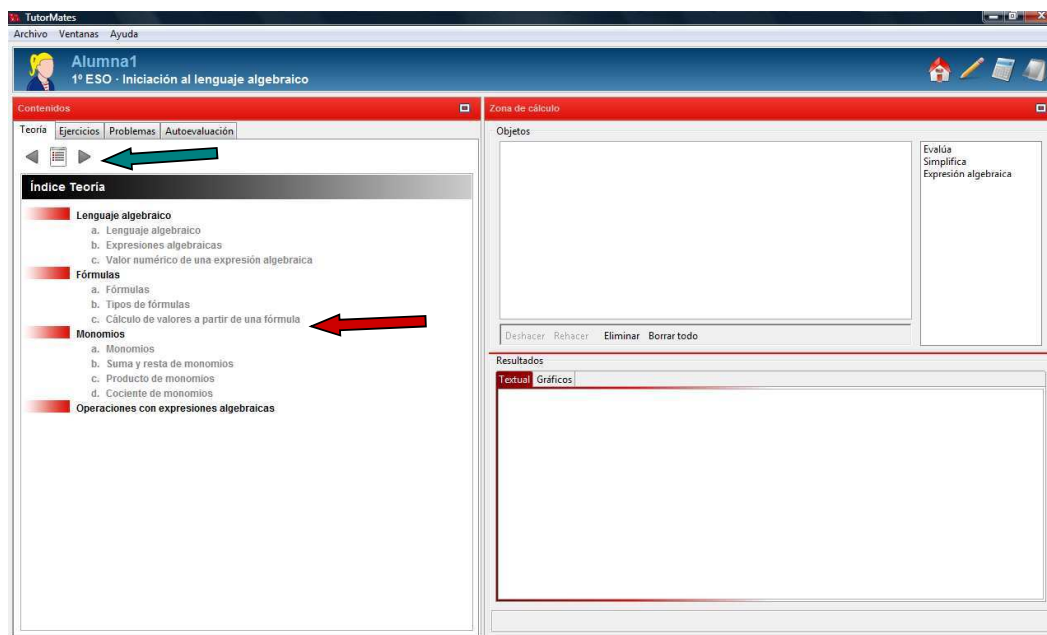 TutorMates
Archivo Ventanas Ayuda
Alumna1
1º ESO · Iniciación al lenguaje algebraico
Contenidos
Teoría Ejercicios Problemas Autoevaluación
Índice Teoría
Lenguaje algebraico
a. Lenguaje algebraico
b. Expresiones algebraicas
c. Valor numérico de una expresión algebraica
Fórmulas
a. Fórmulas
b. Tipos de fórmulas
c. Cálculo de valores a partir de una fórmula
Monomios
a. Monomios
b. Suma y resta de monomios
c. Producto de monomios
d. Cociente de monomios
Operaciones con expresiones algebraicas
Zona de cálculo
Objetos
Evalúa
Simplifica
Expresión algebraica
Deshacer Rehacer Eliminar Borrar todo
Resultados
Textual Gráficos